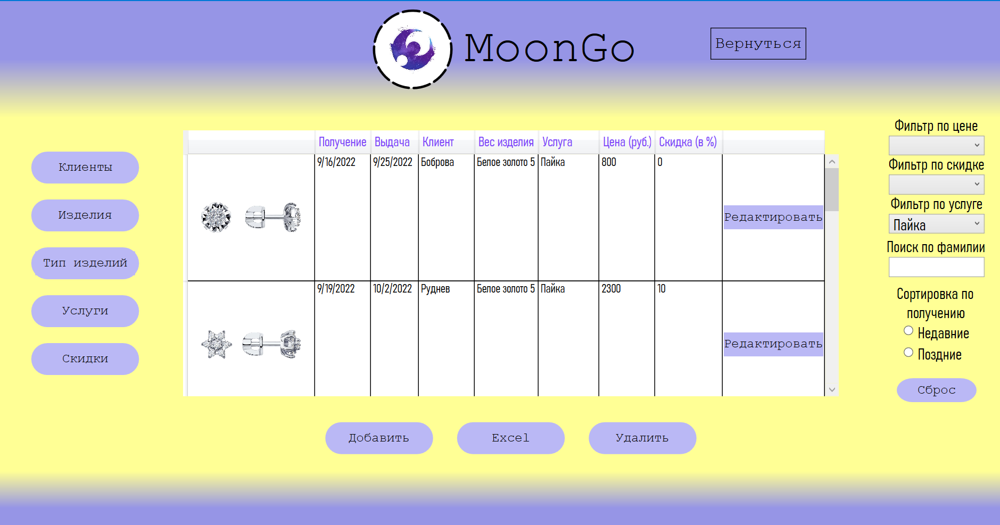 MoonGo
Вернуться
Клиенты
Изделия
Тип изделий
Услуги
Скидки
Получение Выдача Клиент Вес изделия Услуга Цена (руб.) Скидка (в %)
9/16/2022 9/25/2022 Боброва Белое золото 5 Пайка 800 0
Редактировать
9/19/2022 10/2/2022 Руднев Белое золото 5 Пайка 2300 10
Редактировать
Фильтр по цене
Фильтр по скидке
Фильтр по услуге
Пайка
Поиск по фамилии
Сортировка по
получению
Недавние
Поздние
Сброс
Добавить Excel Удалить